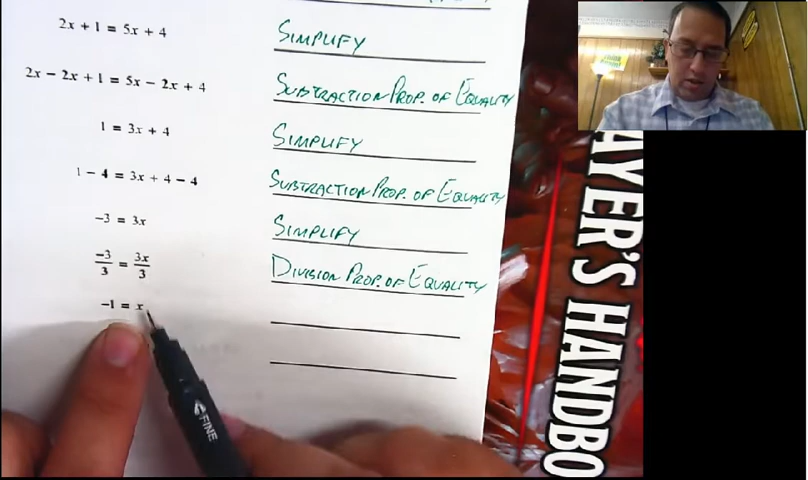 2x + 1 = 5x + 4
SIMPLIFY
2x − 2x + 1 = 5x − 2x + 4
SUBTRACTION PROP. OF EQUALITY
1 = 3x + 4
SIMPLIFY
1 − 4 = 3x + 4 − 4
SUBTRACTION PROP. OF EQUALITY
−3 = 3x
SIMPLIFY
−3/3 = 3x/3
DIVISION PROP. OF EQUALITY
−1 = x
FINE
AYER'S HANDBO